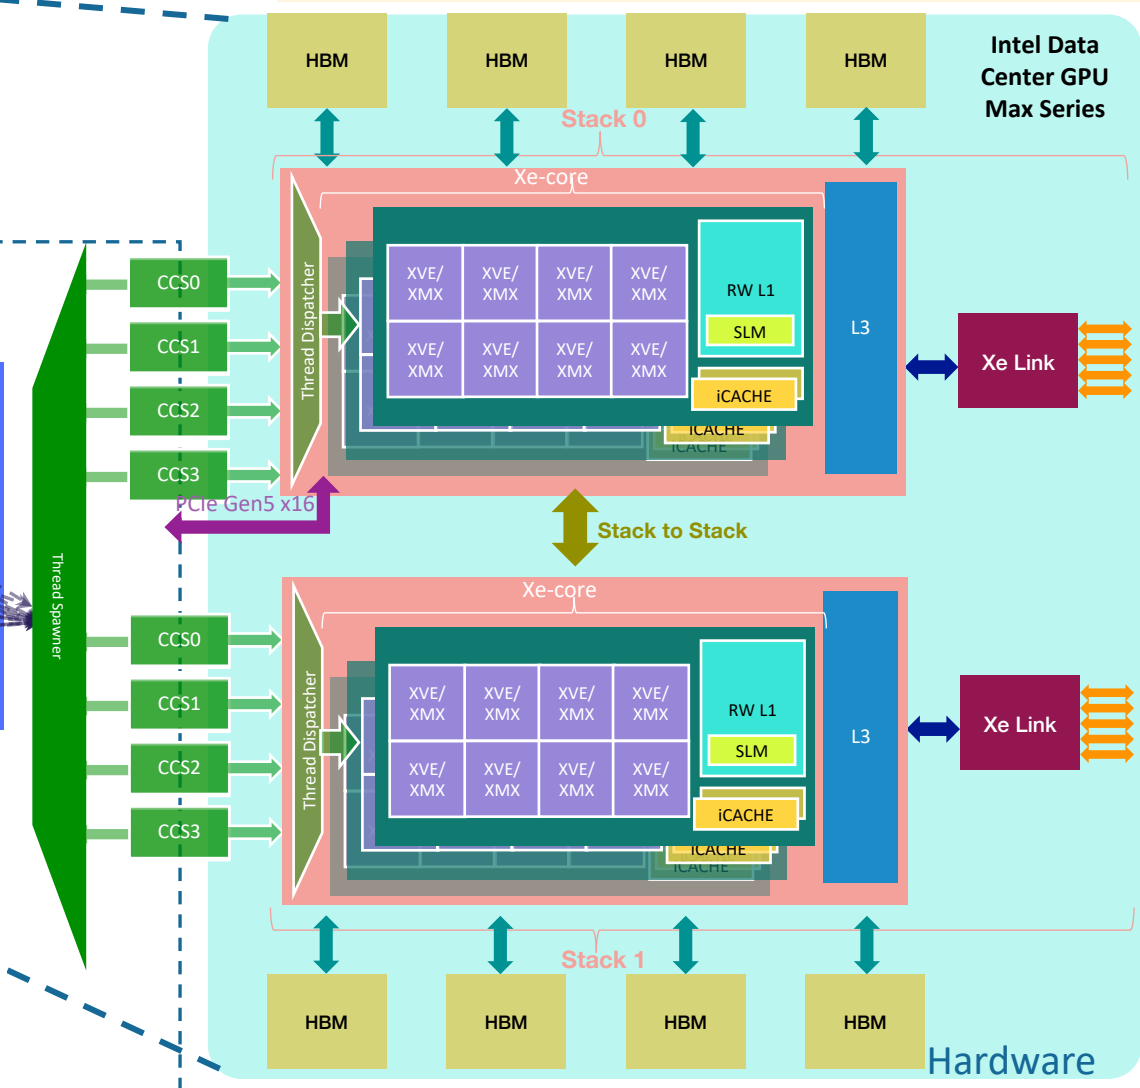 HBM
HBM
HBM
HBM
Intel Data
Center GPU
Max Series
Stack 0
Xe-core
CCS0
CCS1
CCS2
CCS3
Thread Dispatcher
XVE/
XMX
XVE/
XMX
XVE/
XMX
XVE/
XMX
XVE/
XMX
XVE/
XMX
XVE/
XMX
XVE/
XMX
RW L1
SLM
iCACHE
iCACHE
iCACHE
L3
Xe Link
PCIe Gen5 x16
Stack to Stack
Thread Spawner
Xe-core
CCS0
CCS1
CCS2
CCS3
Thread Dispatcher
XVE/
XMX
XVE/
XMX
XVE/
XMX
XVE/
XMX
XVE/
XMX
XVE/
XMX
XVE/
XMX
XVE/
XMX
RW L1
SLM
iCACHE
iCACHE
iCACHE
L3
Xe Link
Stack 1
HBM
HBM
HBM
HBM
Hardware